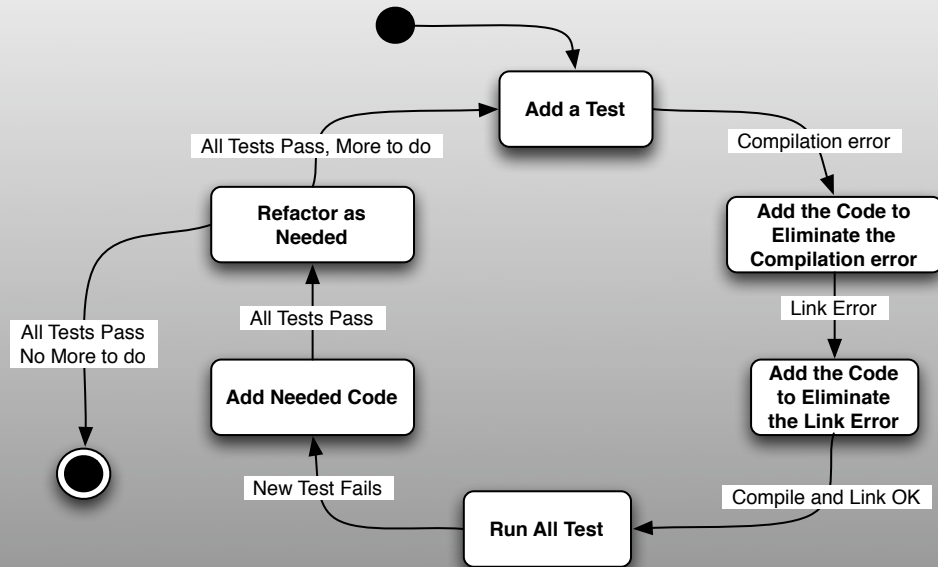 Add a Test
Compilation error
Add the Code to
Eliminate the
Compilation error
Link Error
Add the Code
to Eliminate
the Link Error
Compile and Link OK
Run All Test
New Test Fails
Add Needed Code
All Tests Pass
Refactor as
Needed
All Tests Pass, More to do
All Tests Pass
No More to do